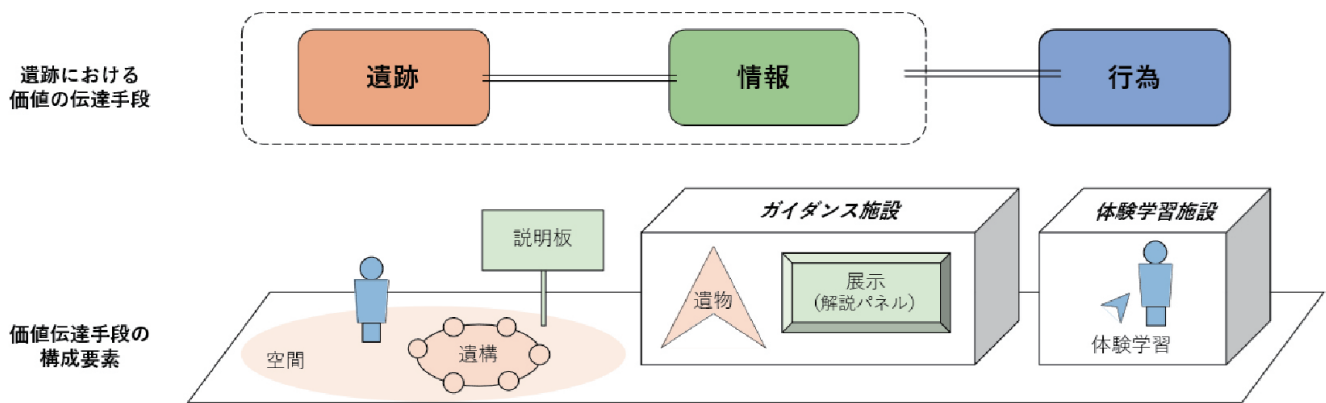 遺跡における
価値の伝達手段
遺跡
情報
行為
価値伝達手段の
構成要素
空間
遺構
説明板
ガイダンス施設
遺物
展示
(解説パネル)
体験学習施設
体験学習